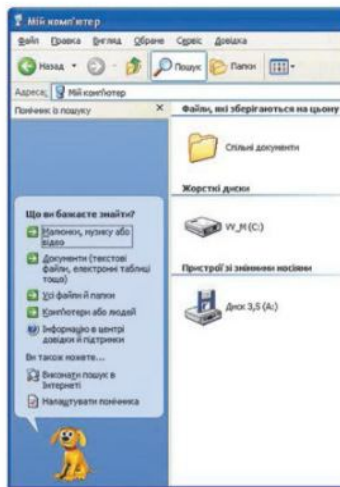 Мій комп'ютер
Файл Правка Вигляд Обране Сервіс Довідка
Назад Пошук Папки
Адреса: Мій комп'ютер
Помічник із пошуку Файли, які зберігаються на цьому
Спільні документи
Жорсткі диски
Що ви бажаєте знайти?
Малюнки, музику або
відео
VV_M (C:)
Документи (текстові
файли, електронні таблиці
тощо)
Пристрої зі змінними носіями
Усі файли й папки
Комп'ютери або людей
Диск 3,5 (A:)
Інформацію в центрі
довідки й підтримки
Ви також можете...
Виконати пошук в
Інтернеті
Налаштувати помічника